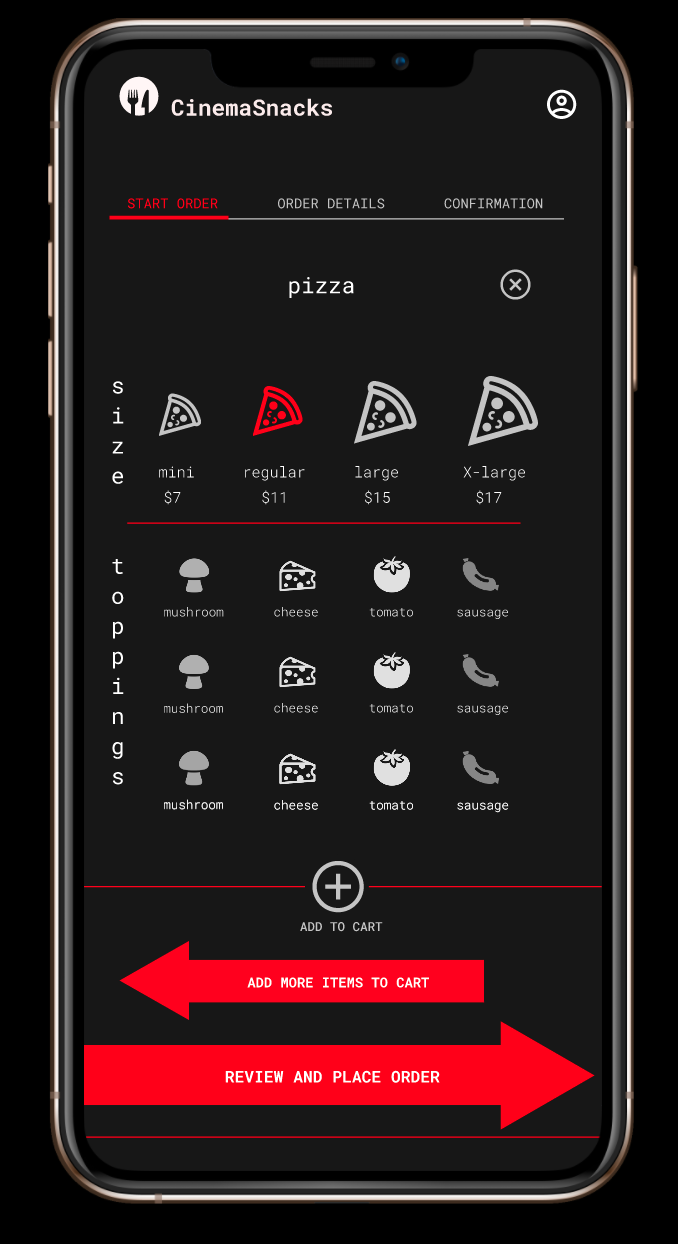 CinemaSnacks
START ORDER ORDER DETAILS CONFIRMATION
pizza
size
mini regular large X-large
$7 $11 $15 $17
toppings
mushroom cheese tomato sausage
mushroom cheese tomato sausage
mushroom cheese tomato sausage
ADD TO CART
ADD MORE ITEMS TO CART
REVIEW AND PLACE ORDER